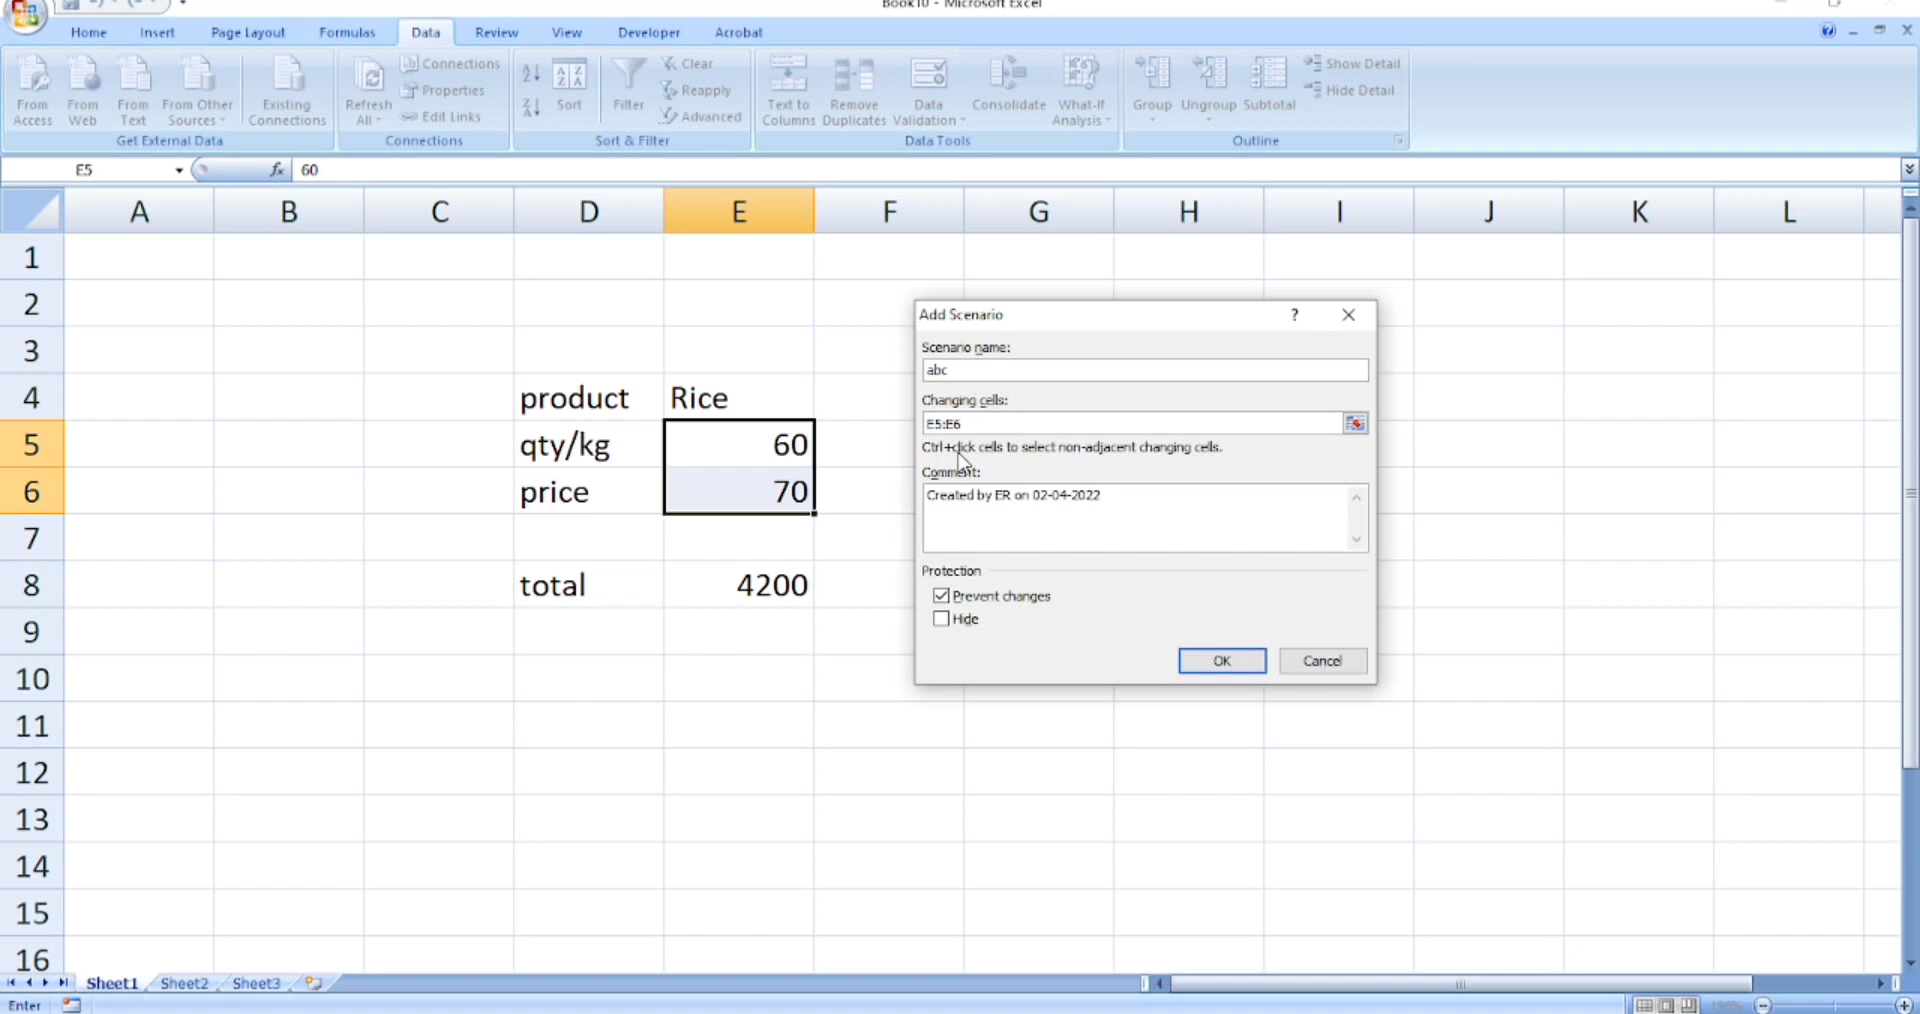 Book10 - Microsoft Excel
Home Insert Page Layout Formulas Data Review View Developer Acrobat
From Access
From Web
From Text
From Other Sources
Existing Connections
Get External Data
Refresh All
Connections
Properties
Edit Links
Connections
Sort
Filter
Clear
Reapply
Advanced
Sort & Filter
Text to Columns
Remove Duplicates
Data Validation
Consolidate
What-If Analysis
Data Tools
Group
Ungroup
Subtotal
Show Detail
Hide Detail
Outline
E5 fx 60
A B C D E F G H I J K L
1
2
3
4 product Rice
5 qty/kg 60
6 price 70
7
8 total 4200
9
10
11
12
13
14
15
16
Add Scenario ?
Scenario name:
abc
Changing cells:
E5:E6
Ctrl+click cells to select non-adjacent changing cells.
Comment:
Created by ER on 02-04-2022
Protection
Prevent changes
Hide
OK Cancel
Sheet1 Sheet2 Sheet3
Enter